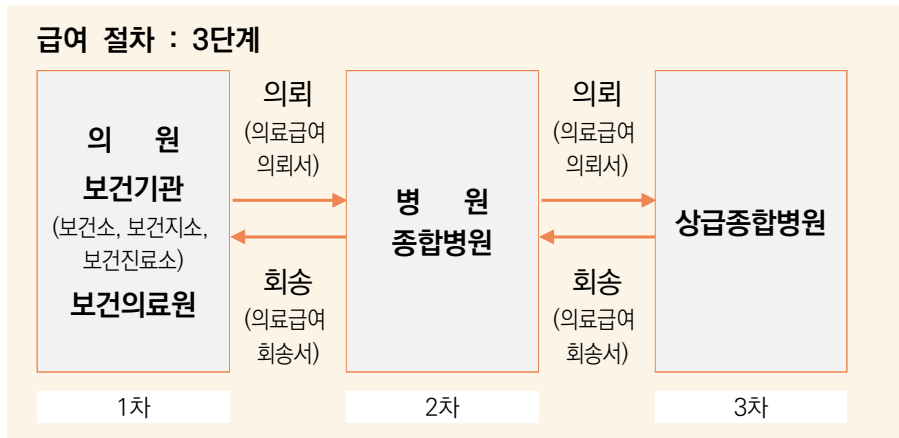 급여 절차 : 3단계
의 원
보건기관
(보건소, 보건지소,
보건진료소)
보건의료원
의뢰
(의료급여
의뢰서)
회송
(의료급여
회송서)
병 원
종합병원
의뢰
(의료급여
의뢰서)
회송
(의료급여
회송서)
상급종합병원
1차
2차
3차